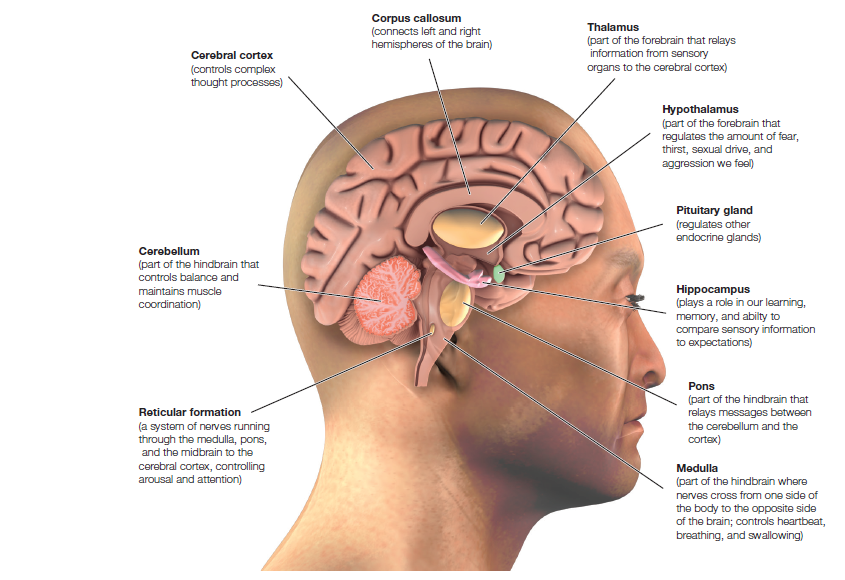 Corpus callosum
(connects left and right
hemispheres of the brain)
Thalamus
(part of the forebrain that relays
information from sensory
organs to the cerebral cortex)
Cerebral cortex
(controls complex
thought processes)
Hypothalamus
(part of the forebrain that
regulates the amount of fear,
thirst, sexual drive, and
aggression we feel)
Pituitary gland
(regulates other
endocrine glands)
Cerebellum
(part of the hindbrain that
controls balance and
maintains muscle
coordination)
Hippocampus
(plays a role in our learning,
memory, and abilty to
compare sensory information
to expectations)
Pons
(part of the hindbrain that
relays messages between
the cerebellum and the
cortex)
Reticular formation
(a system of nerves running
through the medulla, pons,
and the midbrain to the
cerebral cortex, controlling
arousal and attention)
Medulla
(part of the hindbrain where
nerves cross from one side of
the body to the opposite side
of the brain; controls heartbeat,
breathing, and swallowing)